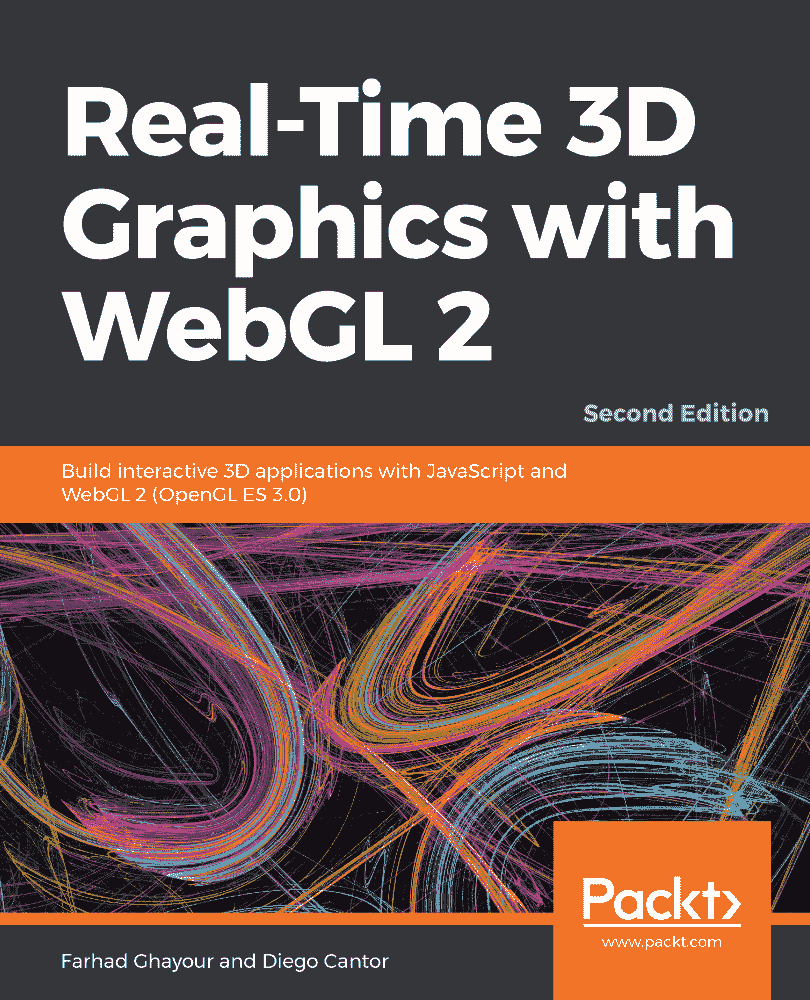 Real-Time 3D
Graphics with
WebGL 2
Second Edition
Build interactive 3D applications with JavaScript and
WebGL 2 (OpenGL ES 3.0)
Packt>
www.packt.com
Farhad Ghayour and Diego Cantor